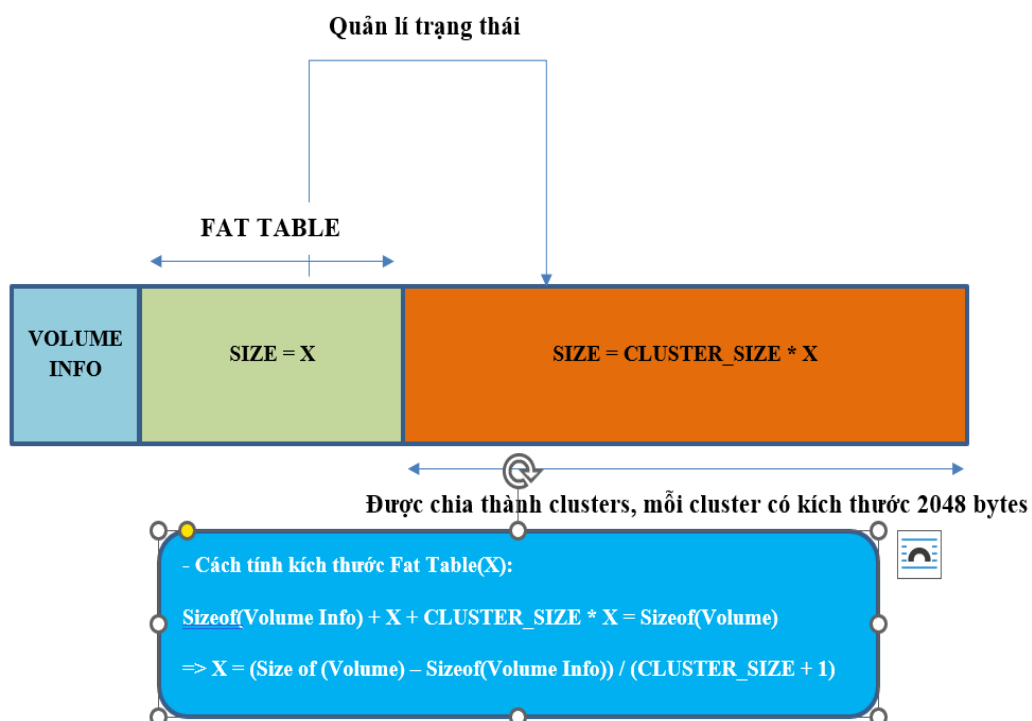 Quản lí trạng thái
FAT TABLE
VOLUME
INFO
SIZE = X
SIZE = CLUSTER_SIZE * X
Được chia thành clusters, mỗi cluster có kích thước 2048 bytes
- Cách tính kích thước Fat Table(X):
Sizeof(Volume Info) + X + CLUSTER_SIZE * X = Sizeof(Volume)
=> X = (Size of (Volume) – Sizeof(Volume Info)) / (CLUSTER_SIZE + 1)